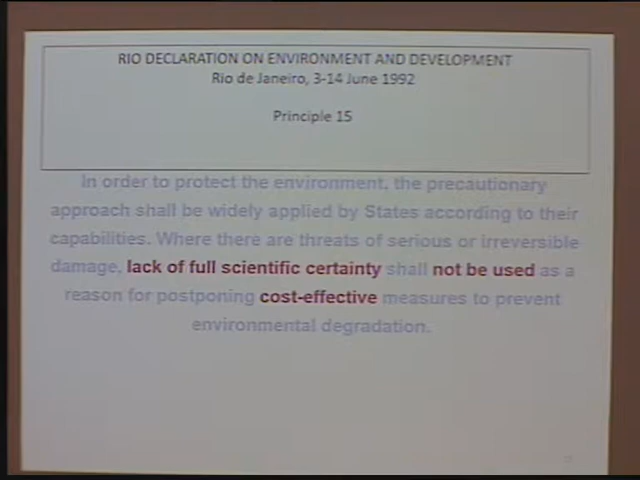 RIO DECLARATION ON ENVIRONMENT AND DEVELOPMENT
Rio de Janeiro, 3-14 June 1992
Principle 15
In order to protect the environment, the precautionary
approach shall be widely applied by States according to their
capabilities. Where there are threats of serious or irreversible
damage, lack of full scientific certainty shall not be used as a
reason for postponing cost-effective measures to prevent
environmental degradation.